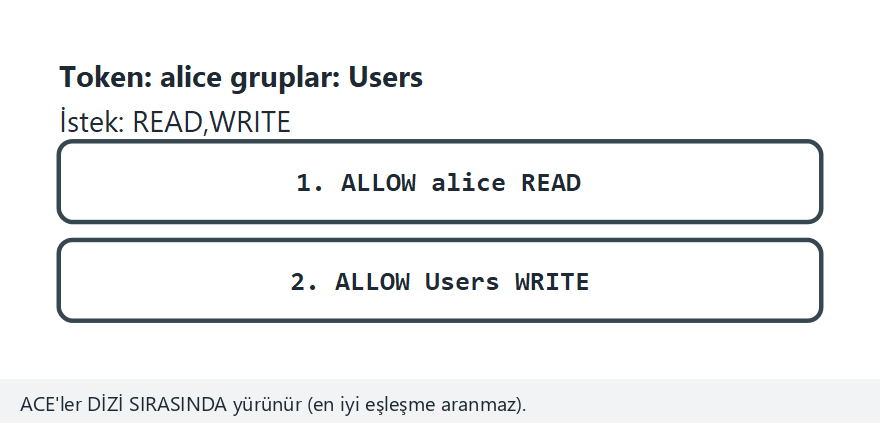 Token: alice gruplar: Users
İstek: READ,WRITE
1. ALLOW alice READ
2. ALLOW Users WRITE
ACE'ler DİZİ SIRASINDA yürünür (en iyi eşleşme aranmaz).